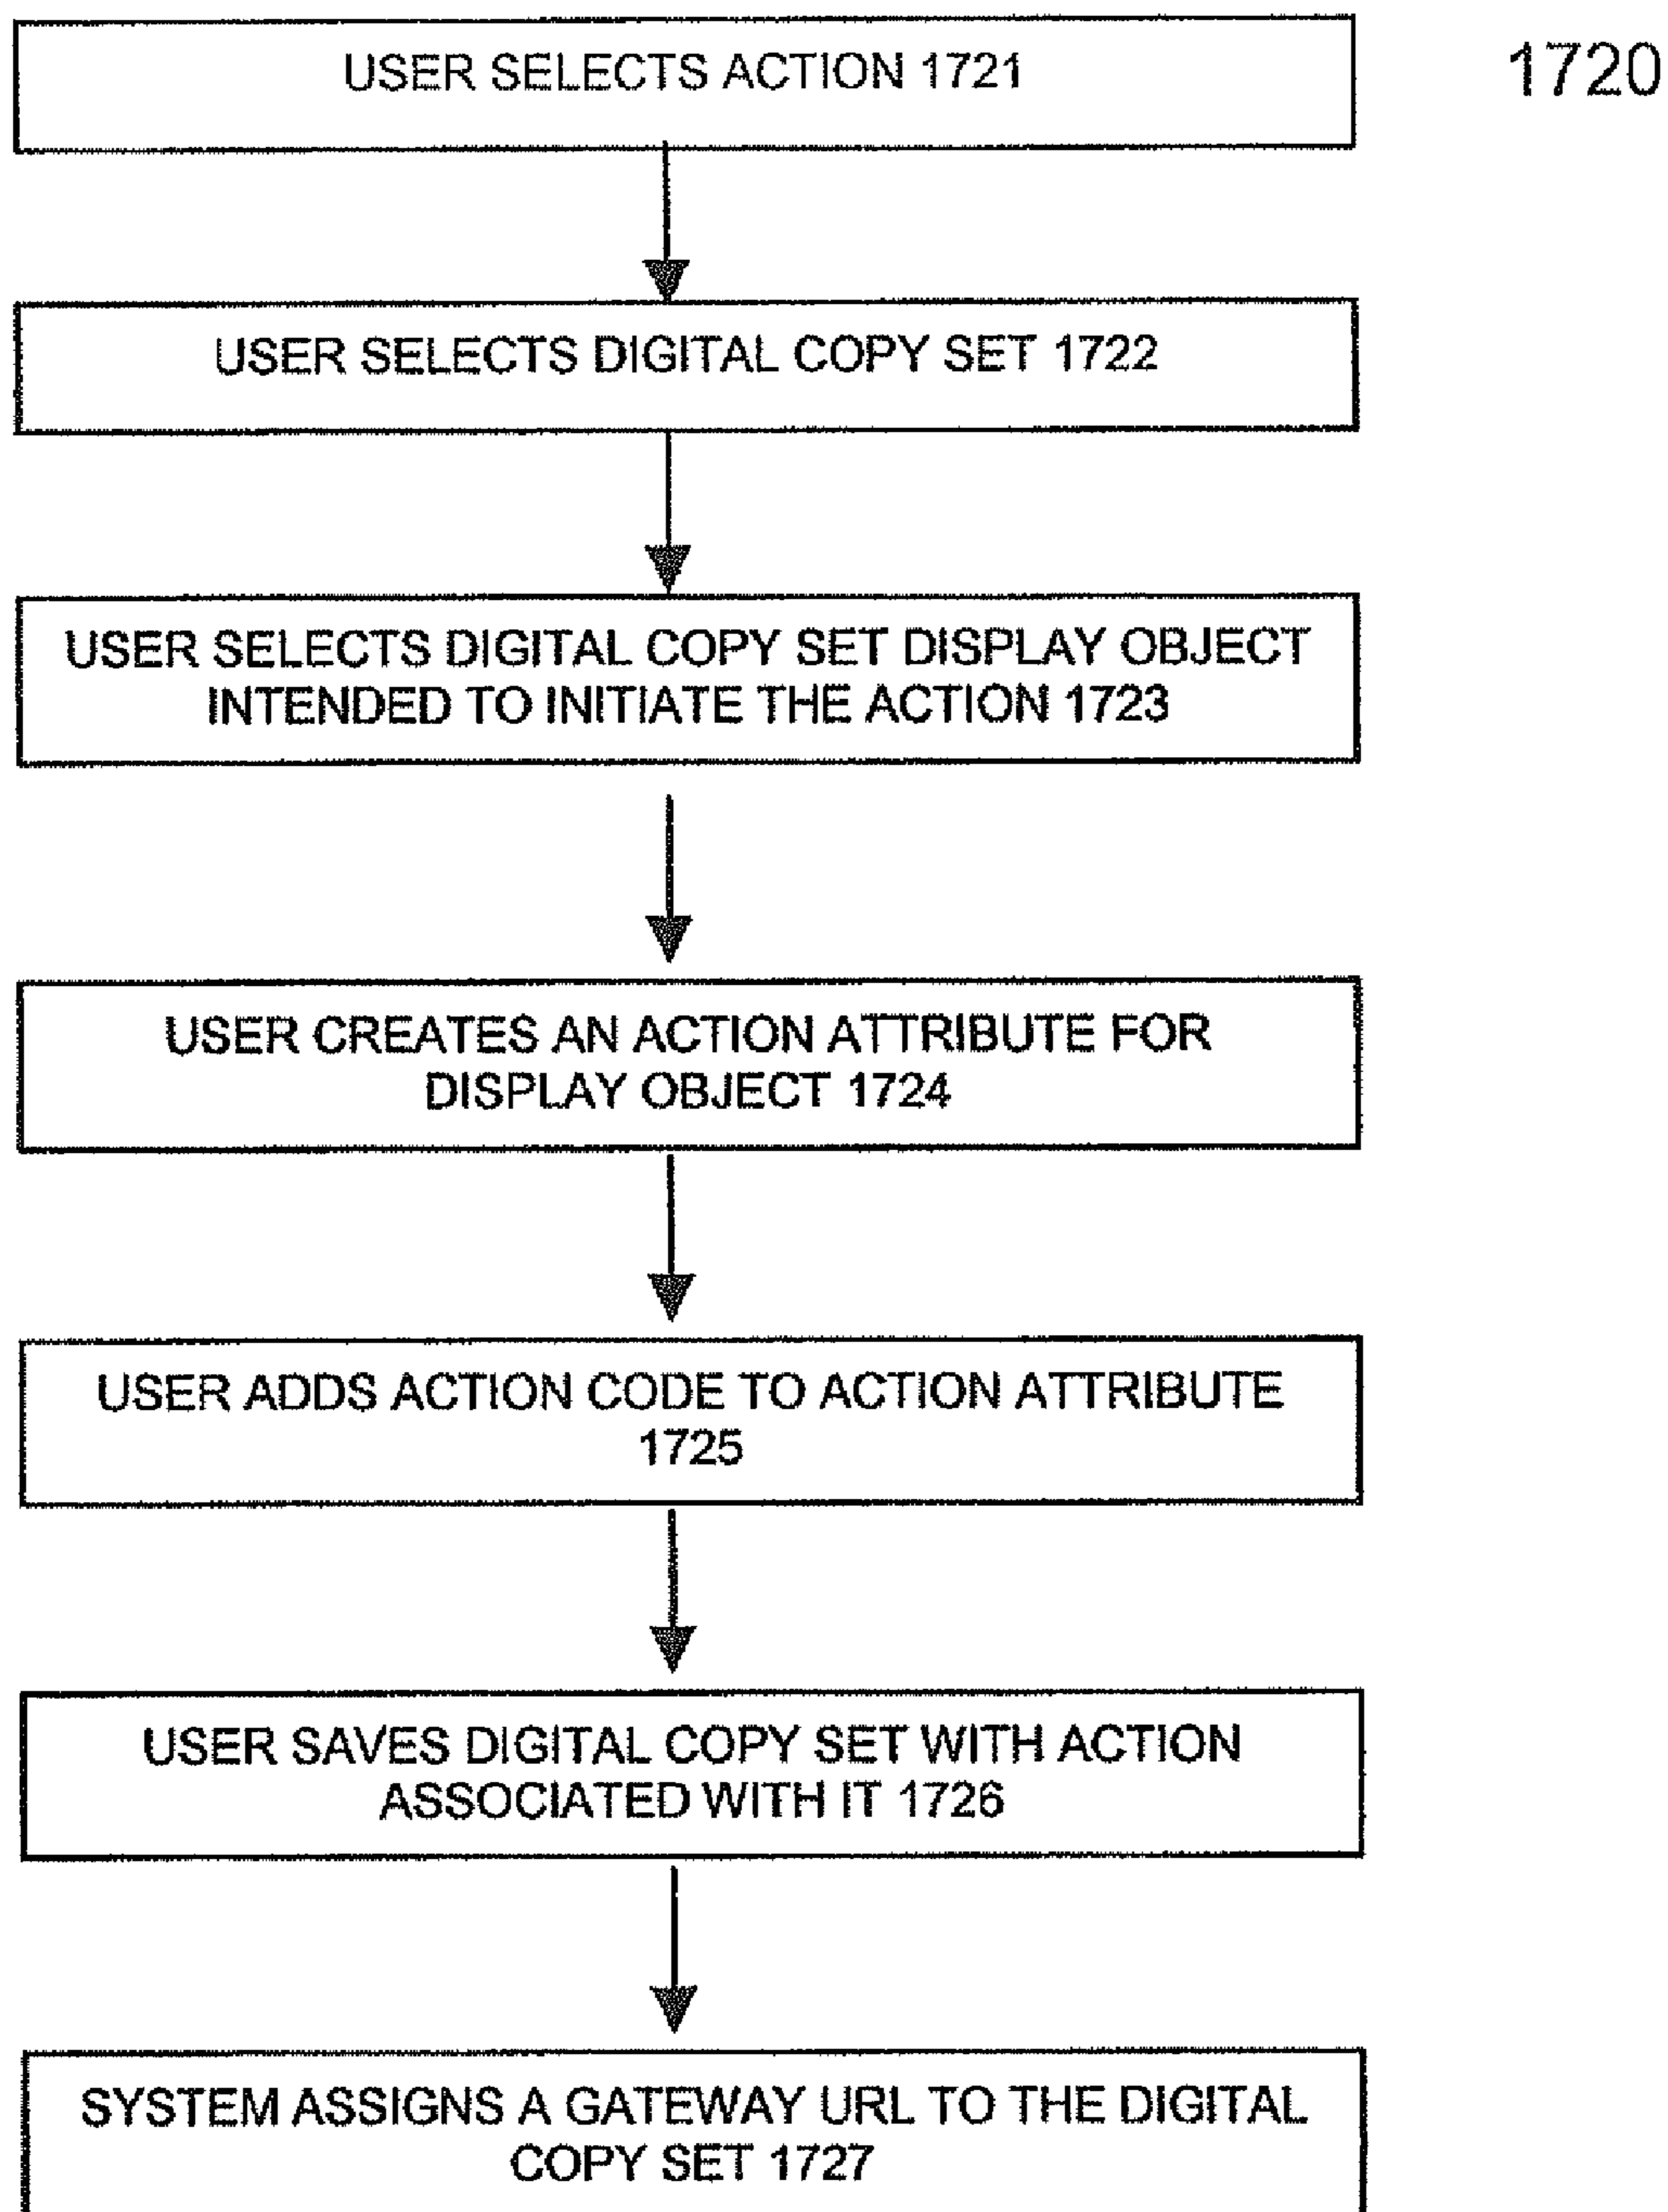 USER SELECTS ACTION 1721
1720
USER SELECTS DIGITAL COPY SET 1722
USER SELECTS DIGITAL COPY SET DISPLAY OBJECT
INTENDED TO INITIATE THE ACTION 1723
USER CREATES AN ACTION ATTRIBUTE FOR
DISPLAY OBJECT 1724
USER ADDS ACTION CODE TO ACTION ATTRIBUTE
1725
USER SAVES DIGITAL COPY SET WITH ACTION
ASSOCIATED WITH IT 1726
SYSTEM ASSIGNS A GATEWAY URL TO THE DIGITAL
COPY SET 1727